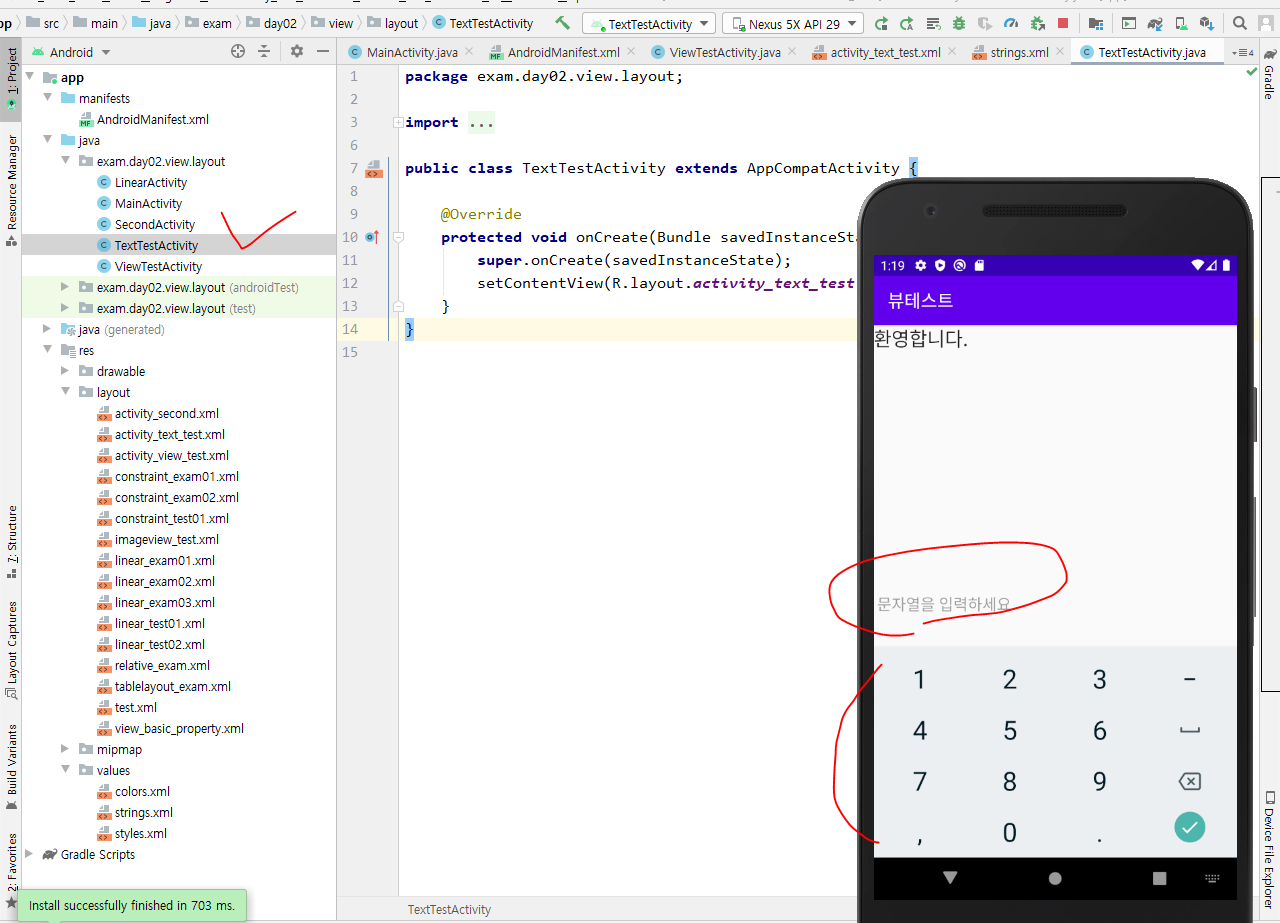 op src main java exam day02 view layout TextTestActivity TextTestActivity Nexus 5X API 29
Android
MainActivity.java AndroidManifest.xml ViewTestActivity.java activity_text_test.xml strings.xml TextTestActivity.java
4
1: Project
Resource Manager
7: Structure
Layout Captures
Build Variants
2: Favorites
app
manifests
AndroidManifest.xml
java
exam.day02.view.layout
LinearActivity
MainActivity
SecondActivity
TextTestActivity
ViewTestActivity
exam.day02.view.layout (androidTest)
exam.day02.view.layout (test)
java (generated)
res
drawable
layout
activity_second.xml
activity_text_test.xml
activity_view_test.xml
constraint_exam01.xml
constraint_exam02.xml
constraint_test01.xml
imageview_test.xml
linear_exam01.xml
linear_exam02.xml
linear_exam03.xml
linear_test01.xml
linear_test02.xml
relative_exam.xml
tablelayout_exam.xml
test.xml
view_basic_property.xml
mipmap
values
colors.xml
strings.xml
styles.xml
Gradle Scripts
Install successfully finished in 703 ms.
1 package exam.day02.view.layout;
2
3 import ...
6
7 public class TextTestActivity extends AppCompatActivity {
8
9 @Override
10 protected void onCreate(Bundle savedInstanceSta
11 super.onCreate(savedInstanceState);
12 setContentView(R.layout.activity_text_test
13 }
14 }
15
TextTestActivity
1:19
뷰테스트
환영합니다.
문자열을 입력하세요
1 2 3 -
4 5 6
7 8 9
, 0 .
Gradle
Device File Explorer